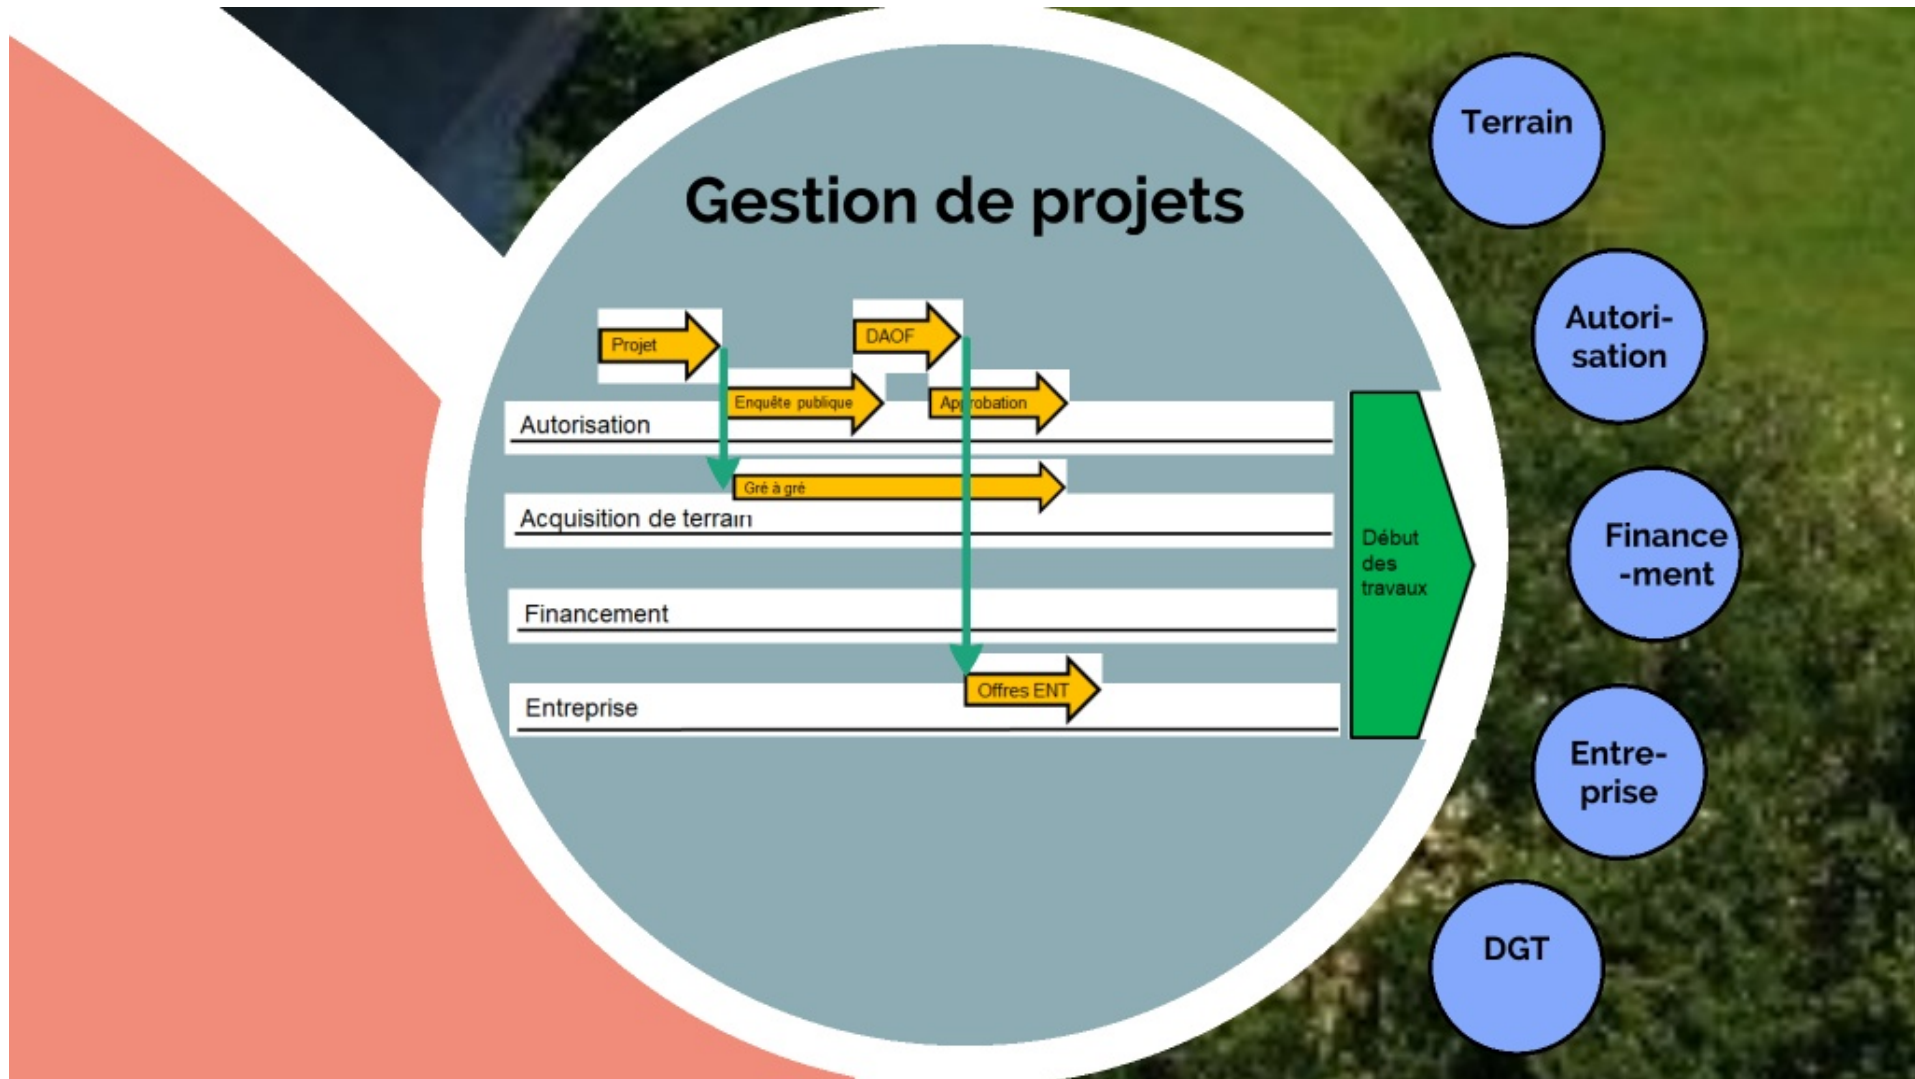 Gestion de projets
Projet
DAOF
Enquête publique
Approbation
Autorisation
Gré à gré
Acquisition de terrain
Financement
Offres ENT
Entreprise
Début
des
travaux
Terrain
Autori-
sation
Finance
-ment
Entre-
prise
DGT